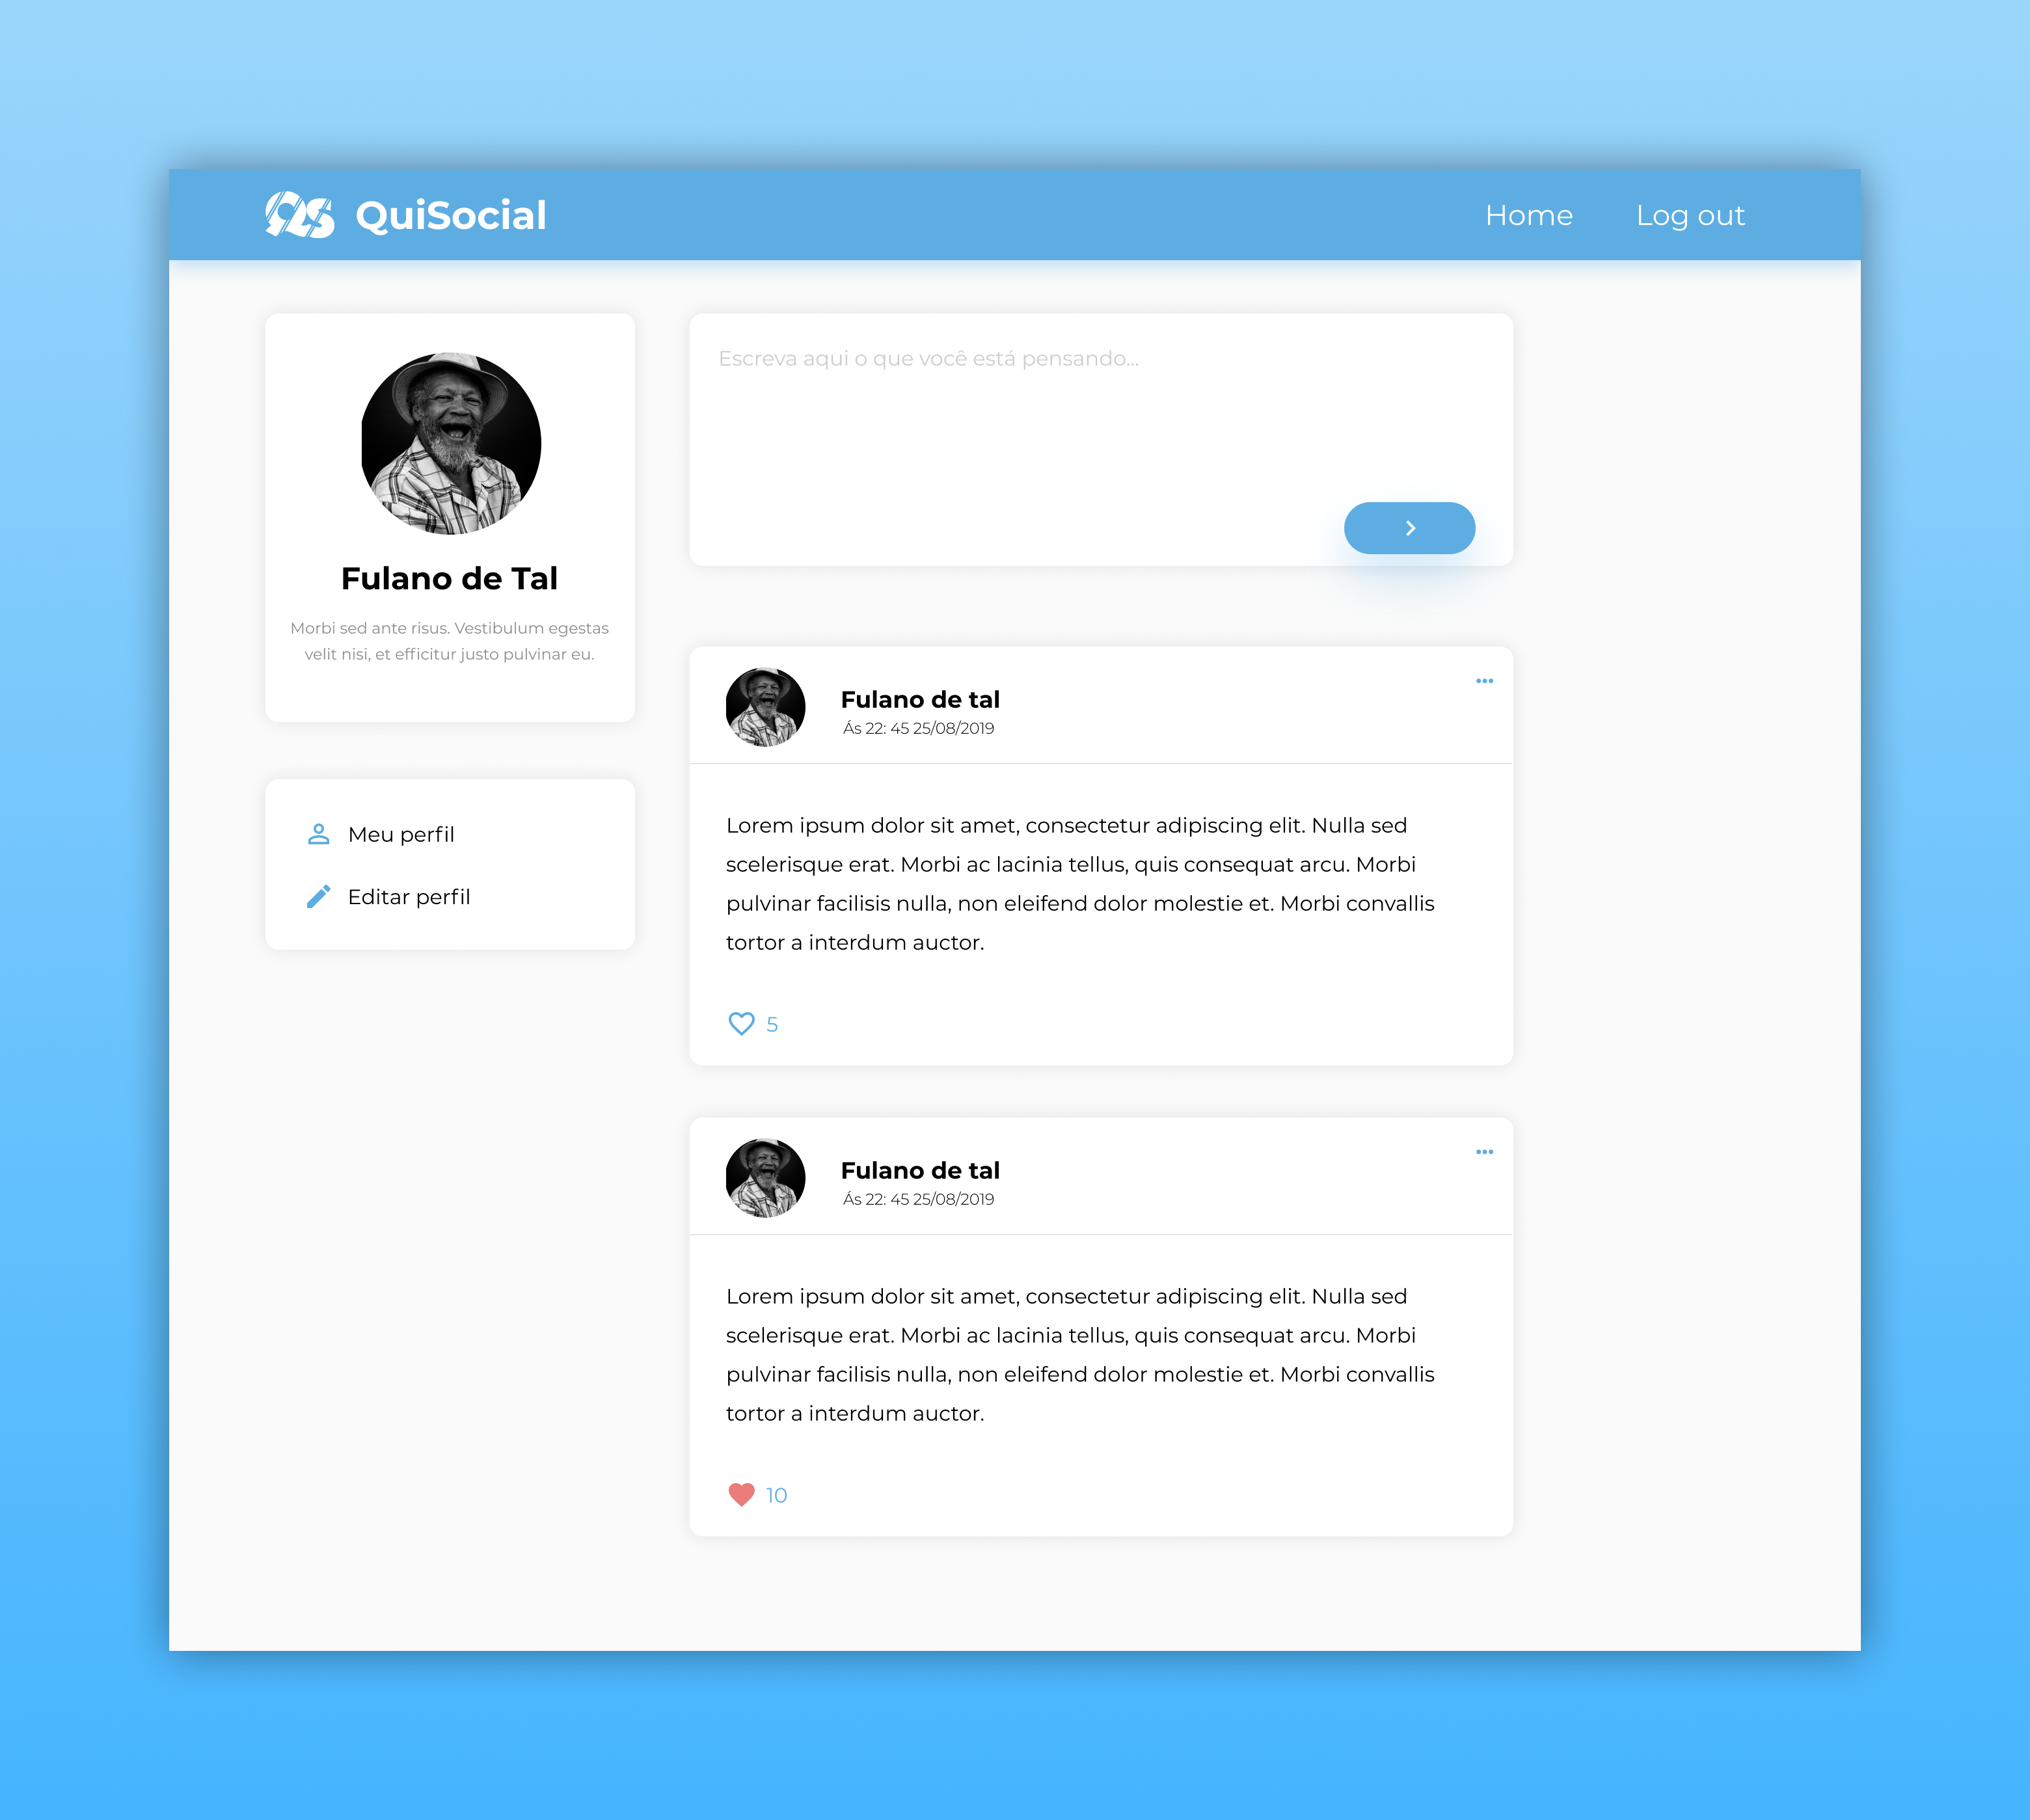 QS QuiSocial
Home
Log out
Fulano de Tal
Morbi sed ante risus. Vestibulum egestas
velit nisi, et efficitur justo pulvinar eu.
Meu perfil
Editar perfil
Escreva aqui o que você está pensando...
Fulano de tal
Ás 22: 45 25/08/2019
Lorem ipsum dolor sit amet, consectetur adipiscing elit. Nulla sed
scelerisque erat. Morbi ac lacinia tellus, quis consequat arcu. Morbi
pulvinar facilisis nulla, non eleifend dolor molestie et. Morbi convallis
tortor a interdum auctor.
5
Fulano de tal
Ás 22: 45 25/08/2019
Lorem ipsum dolor sit amet, consectetur adipiscing elit. Nulla sed
scelerisque erat. Morbi ac lacinia tellus, quis consequat arcu. Morbi
pulvinar facilisis nulla, non eleifend dolor molestie et. Morbi convallis
tortor a interdum auctor.
10